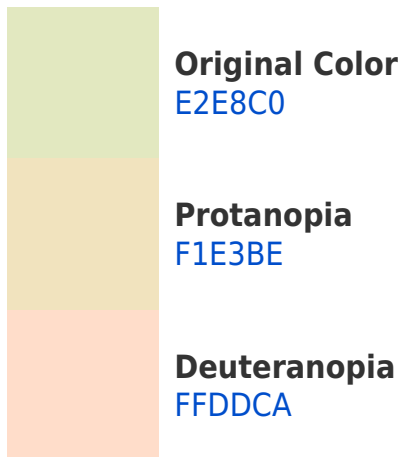 Original Color
E2E8C0
Protanopia
F1E3BE
Deuteranopia
FFDDCA